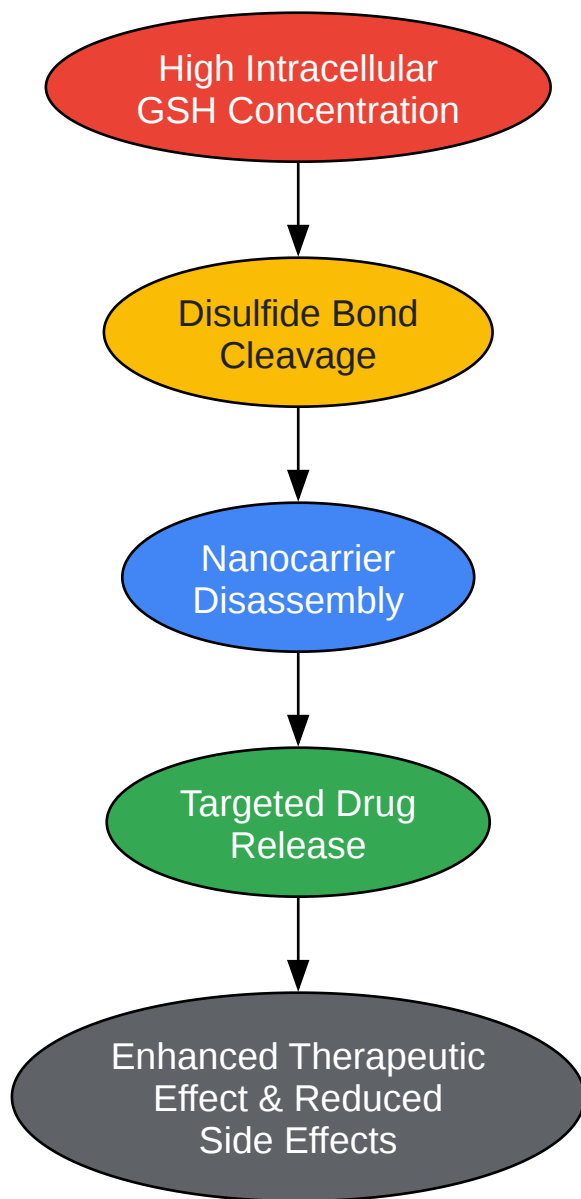 High Intracellular
GSH Concentration
Disulfide Bond
Cleavage
Nanocarrier
Disassembly
Targeted Drug
Release
Enhanced Therapeutic
Effect & Reduced
Side Effects